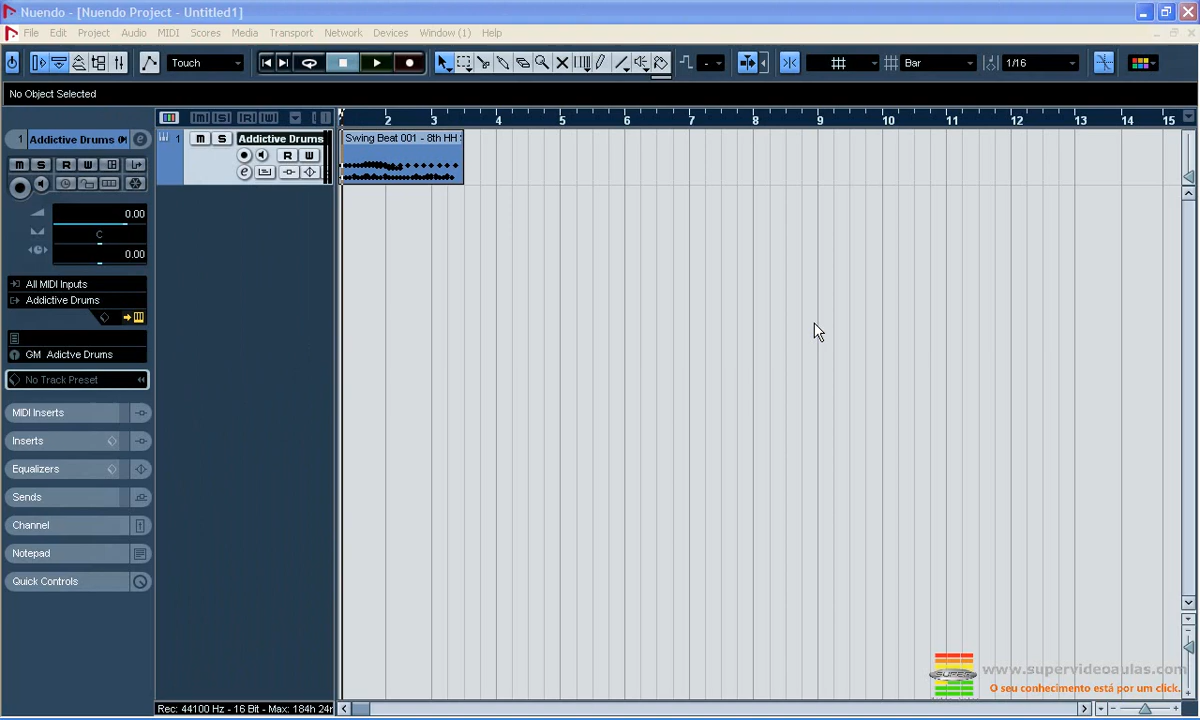 Nuendo - [Nuendo Project - Untitled1]
File Edit Project Audio MIDI Scores Media Transport Network Devices Window (1) Help
Touch - Bar 1/16
No Object Selected
2 3 4 5 6 7 8 9 10 11 12 13 14 15
1 Addictive Drums e
M S R W
1 M S Addictive Drums
R W
e
Swing Beat 001 - 8th HH
0.00
C
0.00
All MIDI Inputs
Addictive Drums
GM Adictve Drums
No Track Preset
MIDI Inserts
Inserts
Equalizers
Sends
Channel
Notepad
Quick Controls
SUPER
www.supervideoaulas.com
O seu conhecimento está por um click.
Rec: 44100 Hz - 16 Bit - Max: 184h 24